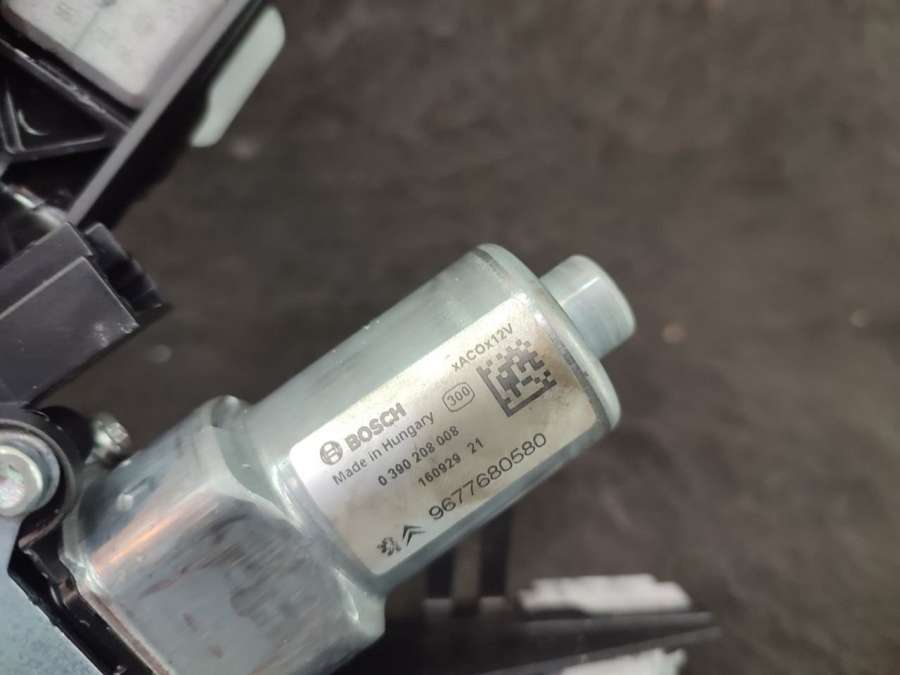 xACOx12V
BOSCH
300
Made in Hungary
0 390 208 008
160929 21
9677680580